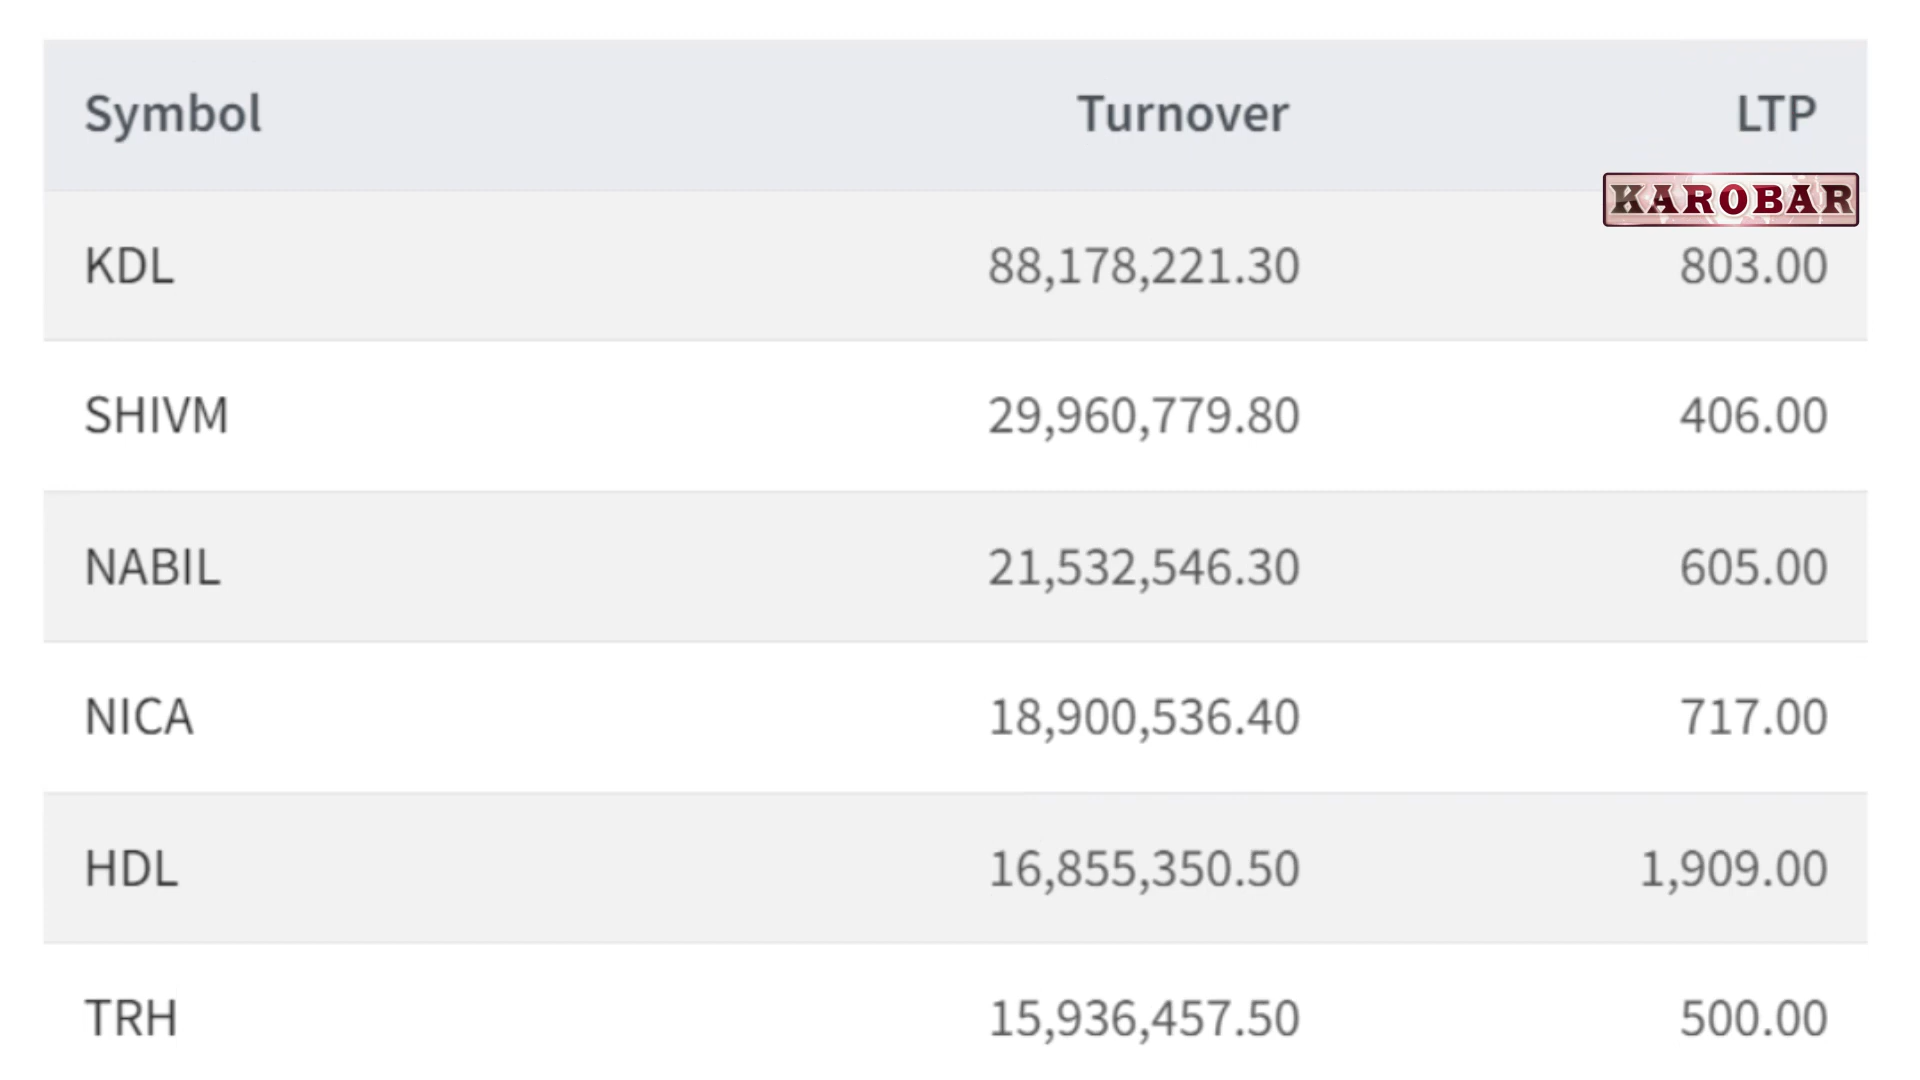 Symbol Turnover LTP
KAROBAR
KDL 88,178,221.30 803.00
SHIVM 29,960,779.80 406.00
NABIL 21,532,546.30 605.00
NICA 18,900,536.40 717.00
HDL 16,855,350.50 1,909.00
TRH 15,936,457.50 500.00